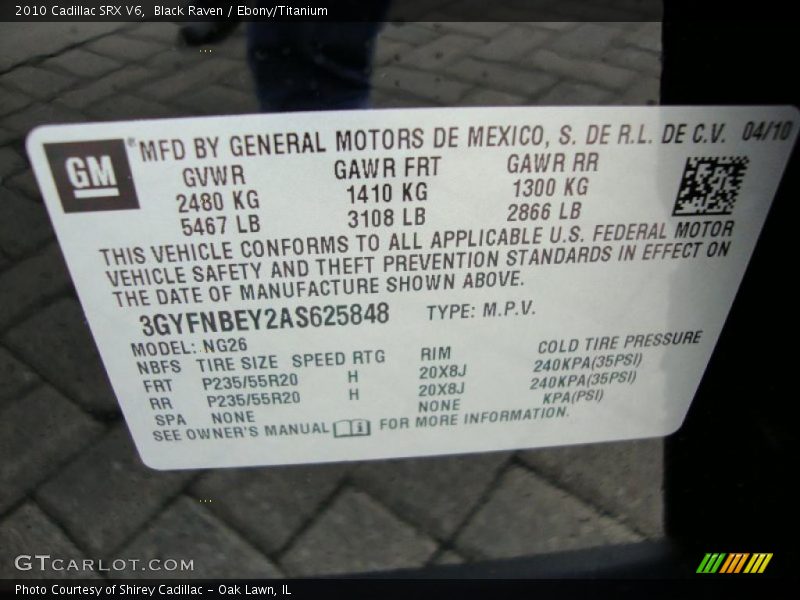 2010 Cadillac SRX V6, Black Raven / Ebony/Titanium
GM
® MFD BY GENERAL MOTORS DE MEXICO, S. DE R.L. DE C.V. 04/10
GVWR GAWR FRT GAWR RR
2480 KG 1410 KG 1300 KG
5467 LB 3108 LB 2866 LB
THIS VEHICLE CONFORMS TO ALL APPLICABLE U.S. FEDERAL MOTOR
VEHICLE SAFETY AND THEFT PREVENTION STANDARDS IN EFFECT ON
THE DATE OF MANUFACTURE SHOWN ABOVE.
3GYFNBEY2AS625848 TYPE: M.P.V.
MODEL: NG26
NBFS TIRE SIZE SPEED RTG RIM COLD TIRE PRESSURE
FRT P235/55R20 H 20X8J 240KPA(35PSI)
RR P235/55R20 H 20X8J 240KPA(35PSI)
SPA NONE NONE KPA(PSI)
SEE OWNER'S MANUAL FOR MORE INFORMATION.
GTCARLOT.COM
Photo Courtesy of Shirey Cadillac - Oak Lawn, IL